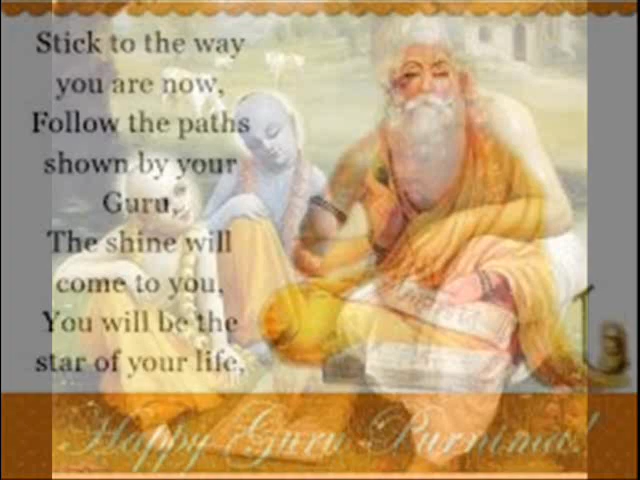 Stick to the way
you are now,
Follow the paths
shown by your
Guru,
The shine will
come to you,
You will be the
star of your life,
Happy Guru Purnima!